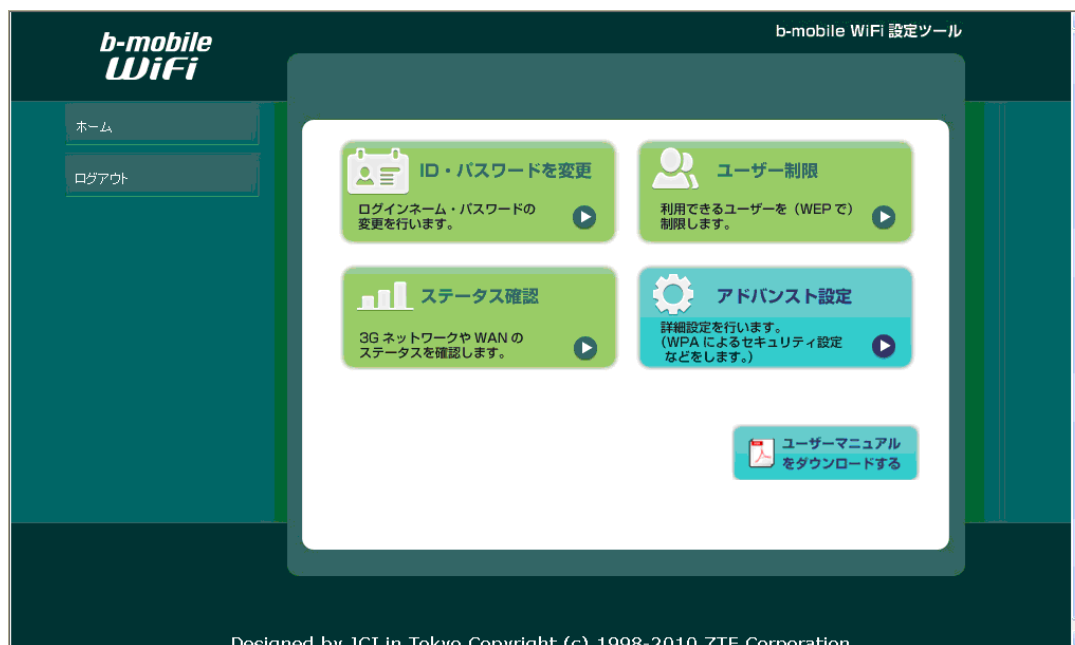 b-mobile
WiFi
b-mobile WiFi 設定ツール
ホーム
ログアウト
ID・パスワードを変更
ログインネーム・パスワードの
変更を行います。
ユーザー制限
利用できるユーザーを（WEPで）
制限します。
ステータス確認
3G ネットワークや WAN の
ステータスを確認します。
アドバンスト設定
詳細設定を行います。
(WPA によるセキュリティ設定
などをします。)
ユーザーマニュアル
をダウンロードする
Designed by JCI in Tokyo Copyright (c) 1998-2010 ZTE Corporation